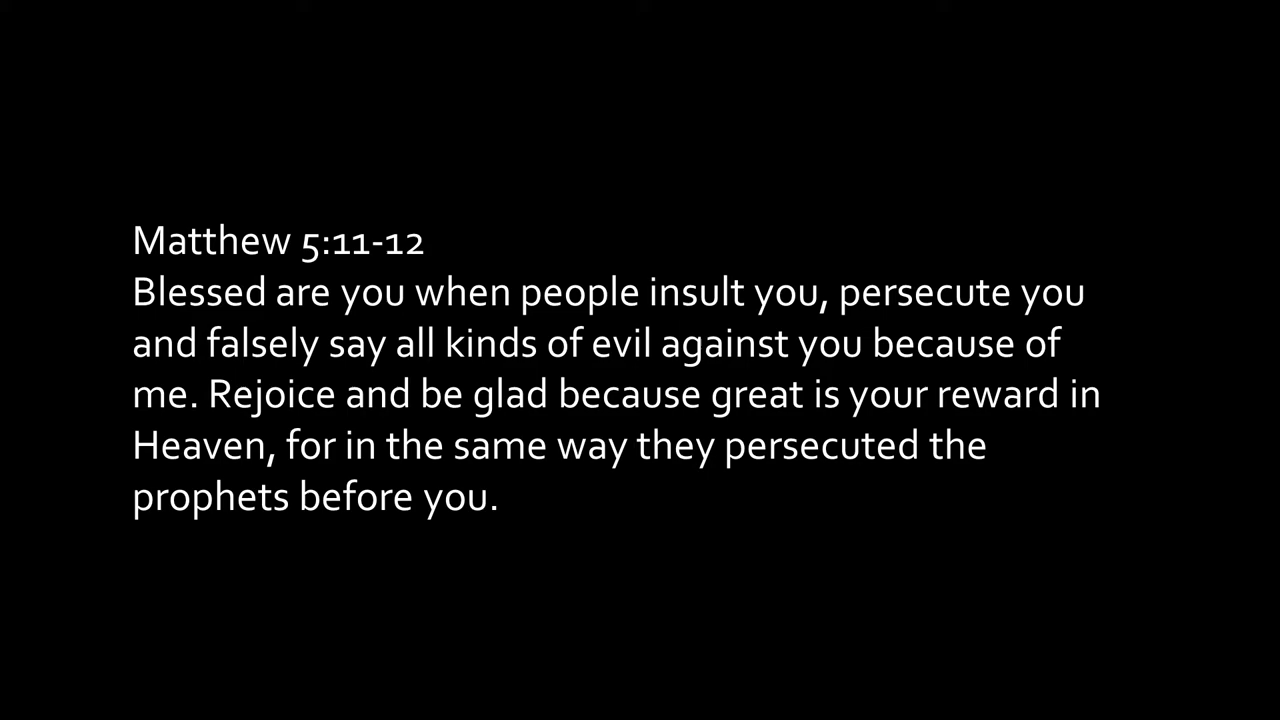 Matthew 5:11-12
Blessed are you when people insult you, persecute you
and falsely say all kinds of evil against you because of
me. Rejoice and be glad because great is your reward in
Heaven, for in the same way they persecuted the
prophets before you.